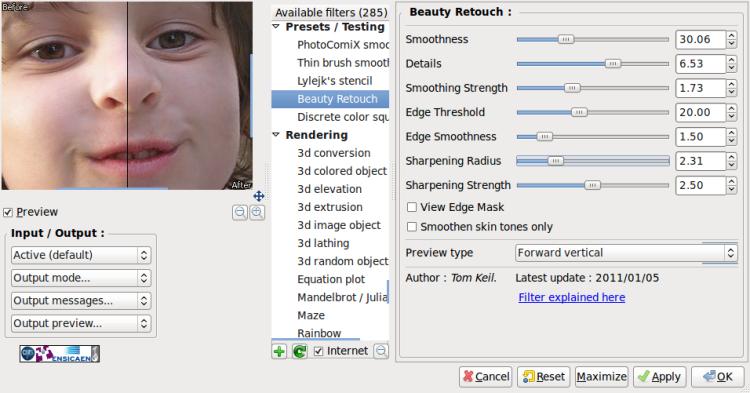 Before
After
Preview
Input / Output :
Active (default)
Output mode...
Output messages...
Output preview...
ENSICAEN
Available filters (285)
Presets / Testing
PhotoComiX smoo
Thin brush smooth
Lylejk's stencil
Beauty Retouch
Discrete color squ
Rendering
3d conversion
3d colored object
3d elevation
3d extrusion
3d image object
3d lathing
3d random object
Equation plot
Mandelbrot / Julia
Maze
Rainbow
Internet
Beauty Retouch :
Smoothness 30.06
Details 6.53
Smoothing Strength 1.73
Edge Threshold 20.00
Edge Smoothness 1.50
Sharpening Radius 2.31
Sharpening Strength 2.50
View Edge Mask
Smoothen skin tones only
Preview type Forward vertical
Author : Tom Keil. Latest update : 2011/01/05
Filter explained here
Cancel Reset Maximize Apply OK